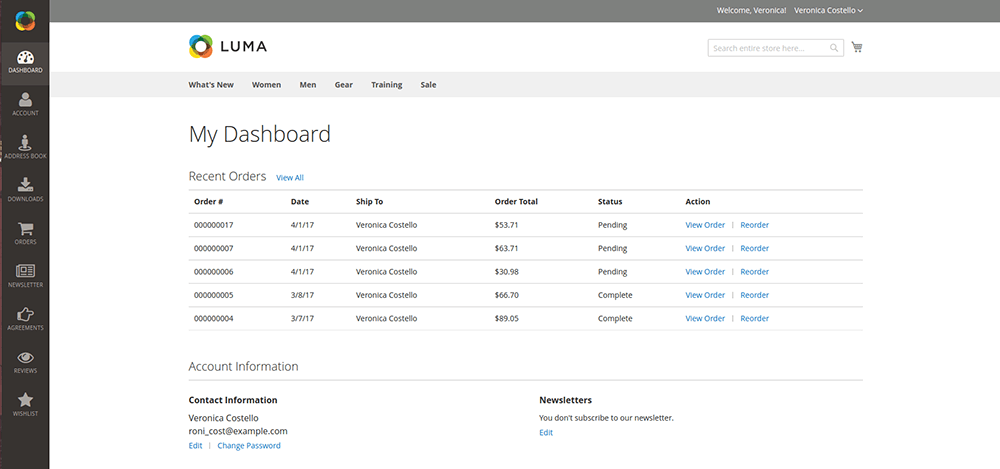 Welcome, Veronica! Veronica Costello
LUMA
Search entire store here...
What's New Women Men Gear Training Sale
DASHBOARD
ACCOUNT
ADDRESS BOOK
DOWNLOADS
ORDERS
NEWSLETTER
AGREEMENTS
REVIEWS
WISHLIST
My Dashboard
Recent Orders View All
Order # Date Ship To Order Total Status Action
000000017 4/1/17 Veronica Costello $53.71 Pending View Order | Reorder
000000007 4/1/17 Veronica Costello $63.71 Pending View Order | Reorder
000000006 4/1/17 Veronica Costello $30.98 Pending View Order | Reorder
000000005 3/8/17 Veronica Costello $66.70 Complete View Order | Reorder
000000004 3/7/17 Veronica Costello $89.05 Complete View Order | Reorder
Account Information
Contact Information
Veronica Costello
roni_cost@example.com
Edit | Change Password
Newsletters
You don't subscribe to our newsletter.
Edit